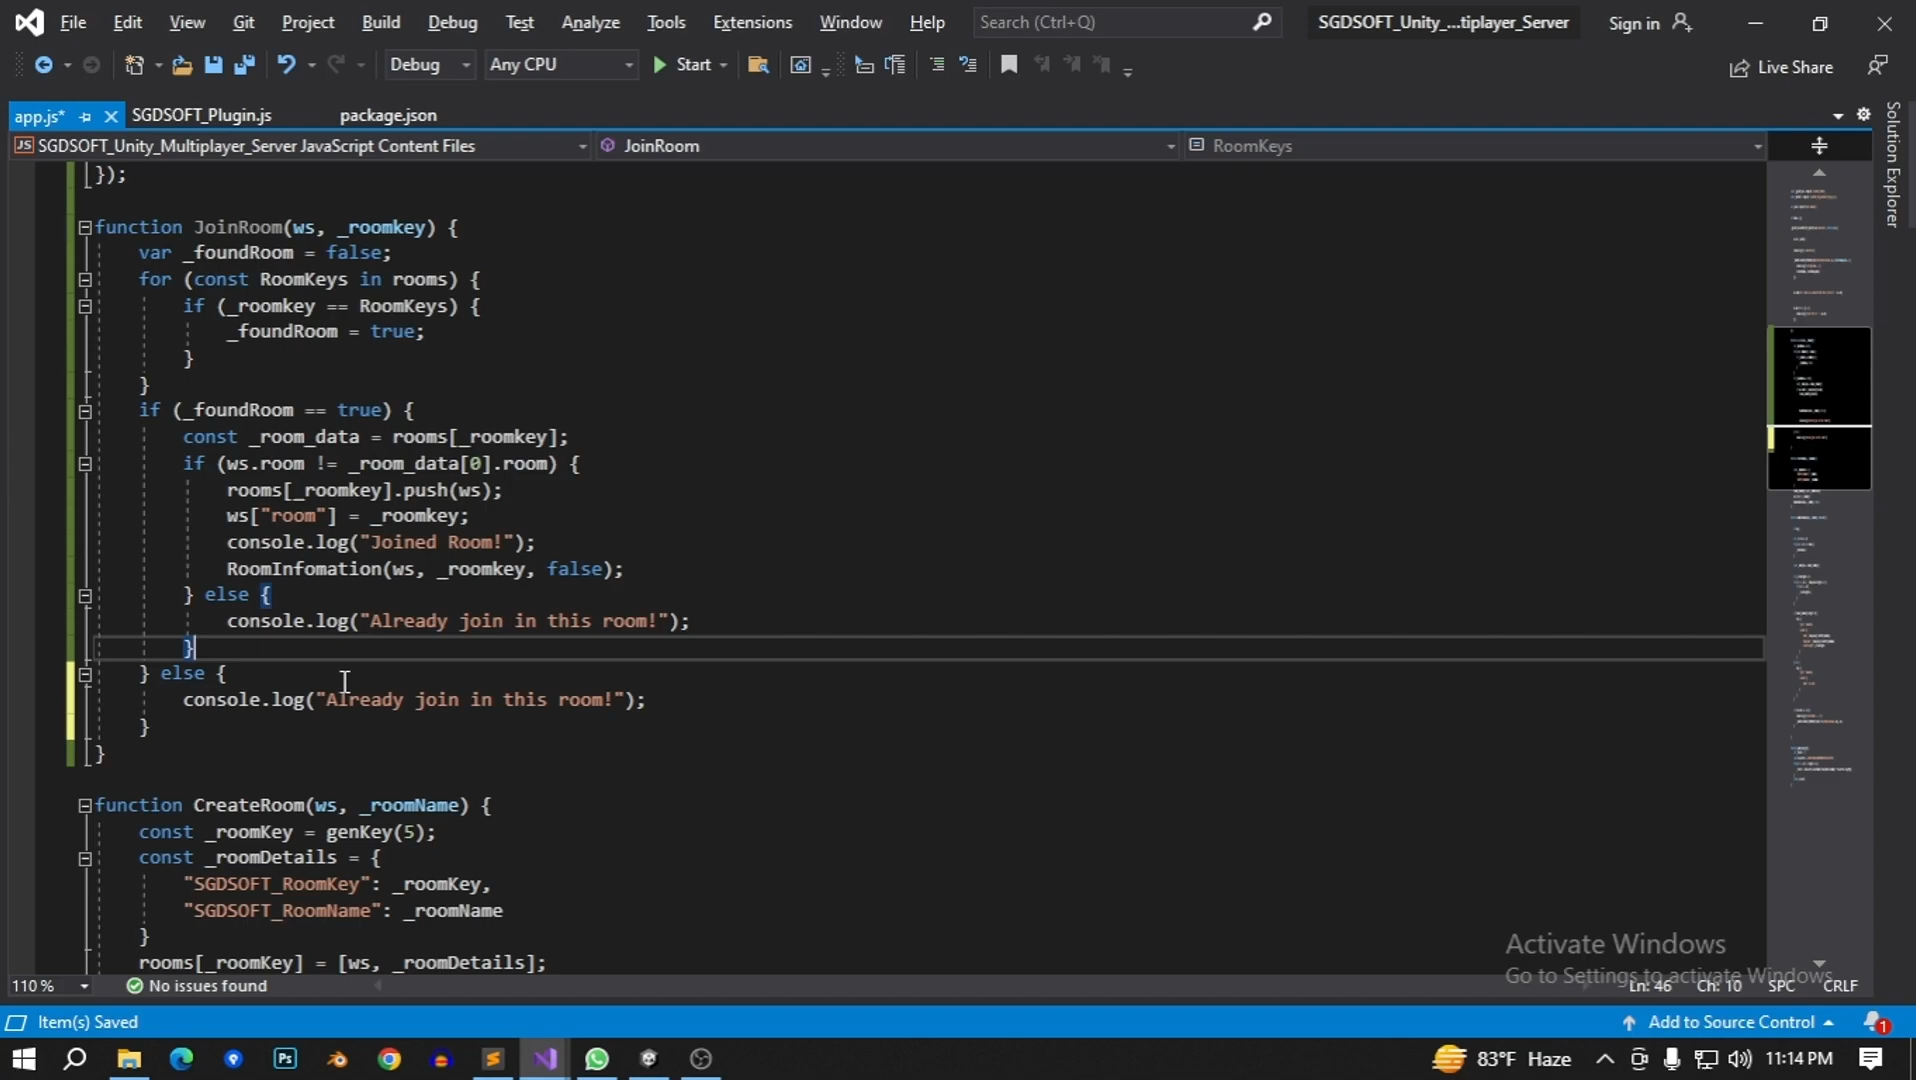 File Edit View Git Project Build Debug Test Analyze Tools Extensions Window Help Search (Ctrl+Q) SGDSOFT_Unity_...tiplayer_Server Sign in
Debug Any CPU Start Live Share
app.js* SGDSOFT_Plugin.js package.json
Solution Explorer
JS SGDSOFT_Unity_Multiplayer_Server JavaScript Content Files JoinRoom RoomKeys
});
function JoinRoom(ws, _roomkey) {
var _foundRoom = false;
for (const RoomKeys in rooms) {
if (_roomkey == RoomKeys) {
_foundRoom = true;
}
}
if (_foundRoom == true) {
const _room_data = rooms[_roomkey];
if (ws.room != _room_data[0].room) {
rooms[_roomkey].push(ws);
ws["room"] = _roomkey;
console.log("Joined Room!");
RoomInfomation(ws, _roomkey, false);
} else {
console.log("Already join in this room!");
}
} else {
console.log("Already join in this room!");
}
}
function CreateRoom(ws, _roomName) {
const _roomKey = genKey(5);
const _roomDetails = {
"SGDSOFT_RoomKey": _roomKey,
"SGDSOFT_RoomName": _roomName
}
rooms[_roomKey] = [ws, _roomDetails];
Activate Windows
Go to Settings to activate Windows.
110 % No issues found Ln: 46 Ch: 10 SPC CRLF
Item(s) Saved Add to Source Control 1
Ps 83°F Haze 11:14 PM